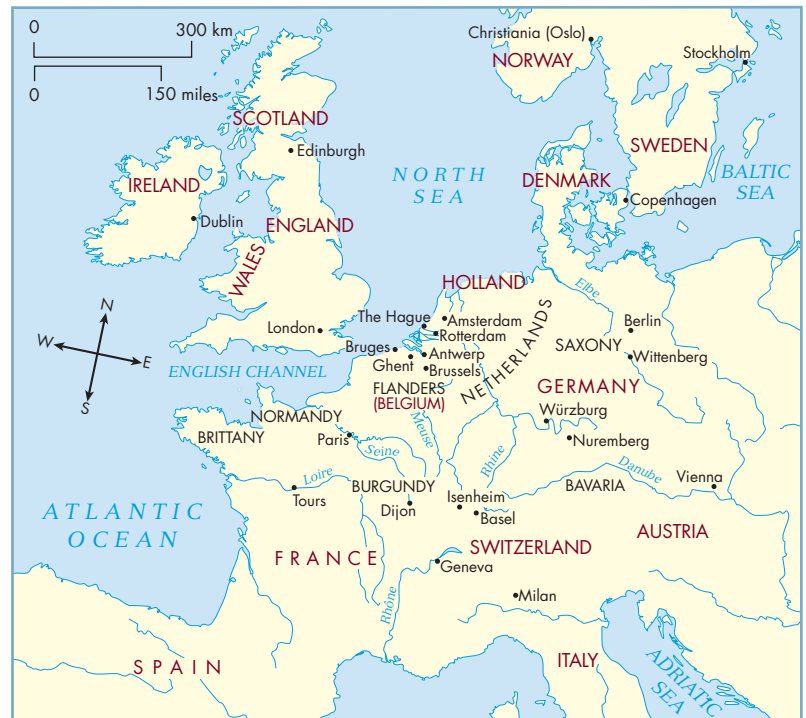 0 300 km
0 150 miles
Christiania (Oslo)
NORWAY
Stockholm
SCOTLAND
Edinburgh
NORTH
SEA
SWEDEN
BALTIC
SEA
IRELAND
DENMARK
Copenhagen
Dublin
ENGLAND
WALES
HOLLAND
Elbe
N
W
E
S
London
The Hague
Amsterdam
Rotterdam
NETHERLANDS
Berlin
SAXONY
Wittenberg
Bruges
Ghent
Antwerp
Brussels
ENGLISH CHANNEL
FLANDERS
(BELGIUM)
GERMANY
NORMANDY
BRITTANY
Paris
Seine
Meuse
Würzburg
Nuremberg
Rhine
Loire
Tours
BURGUNDY
Dijon
Isenheim
Basel
BAVARIA
Danube
Vienna
ATLANTIC
OCEAN
FRANCE
SWITZERLAND
AUSTRIA
Geneva
Rhône
Milan
SPAIN
ITALY
ADRIATIC
SEA